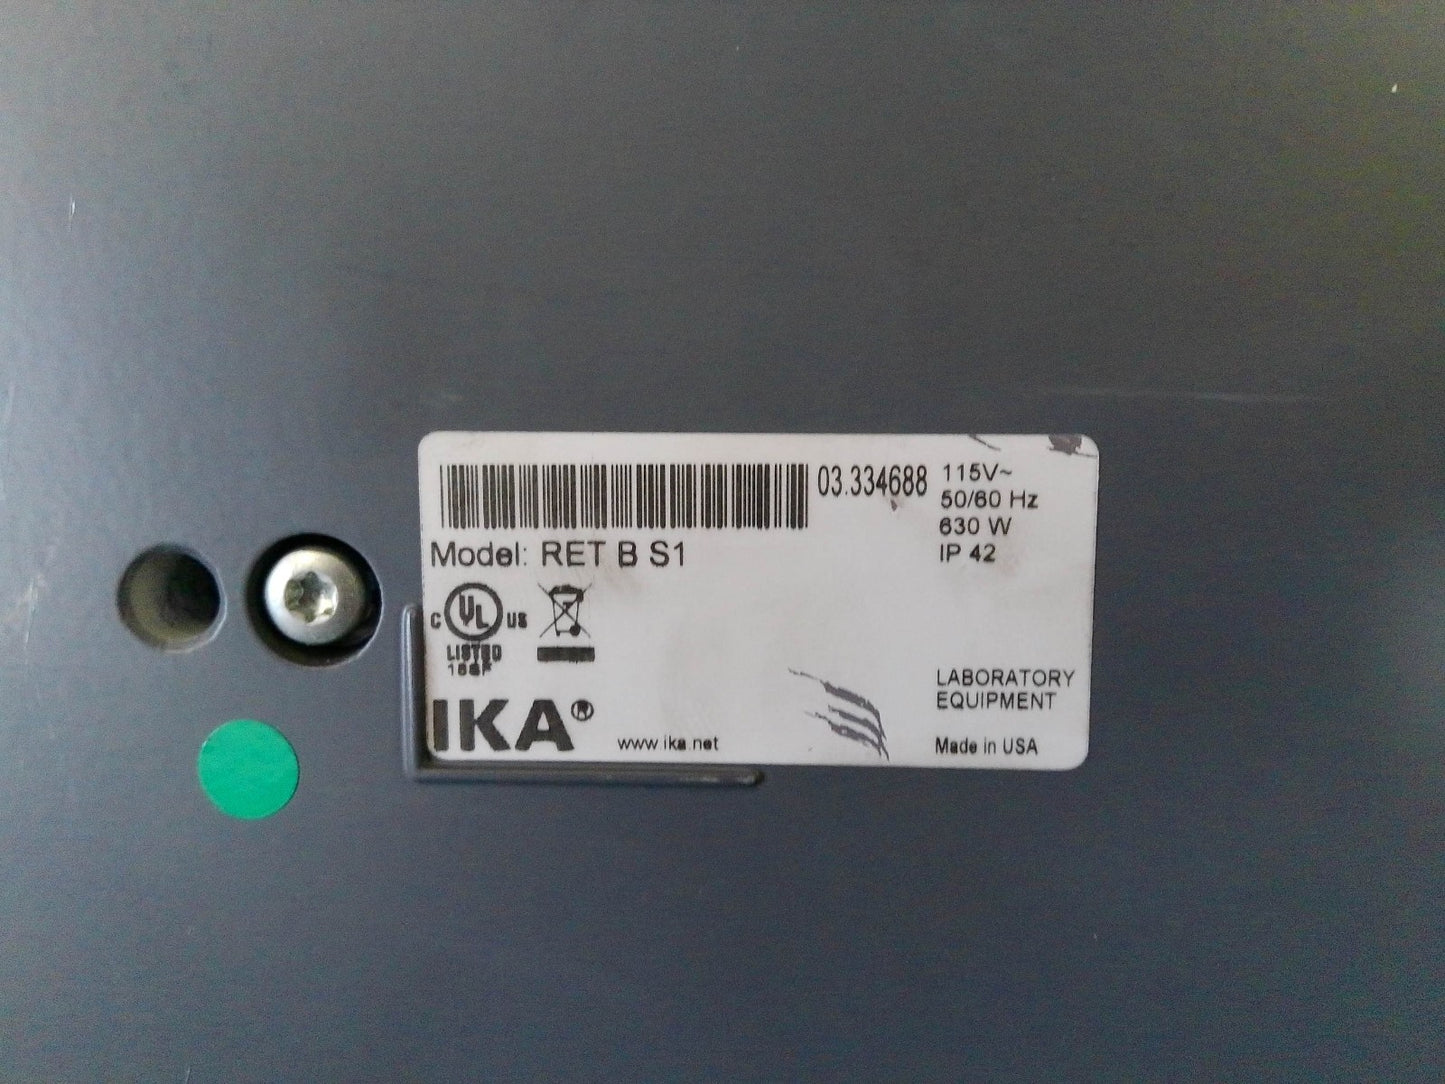 03.334688
115V~
50/60 Hz
630 W
IP 42
Model: RET B S1
C UL US
LISTED
IKA®
www.ika.net
LABORATORY
EQUIPMENT
Made in USA